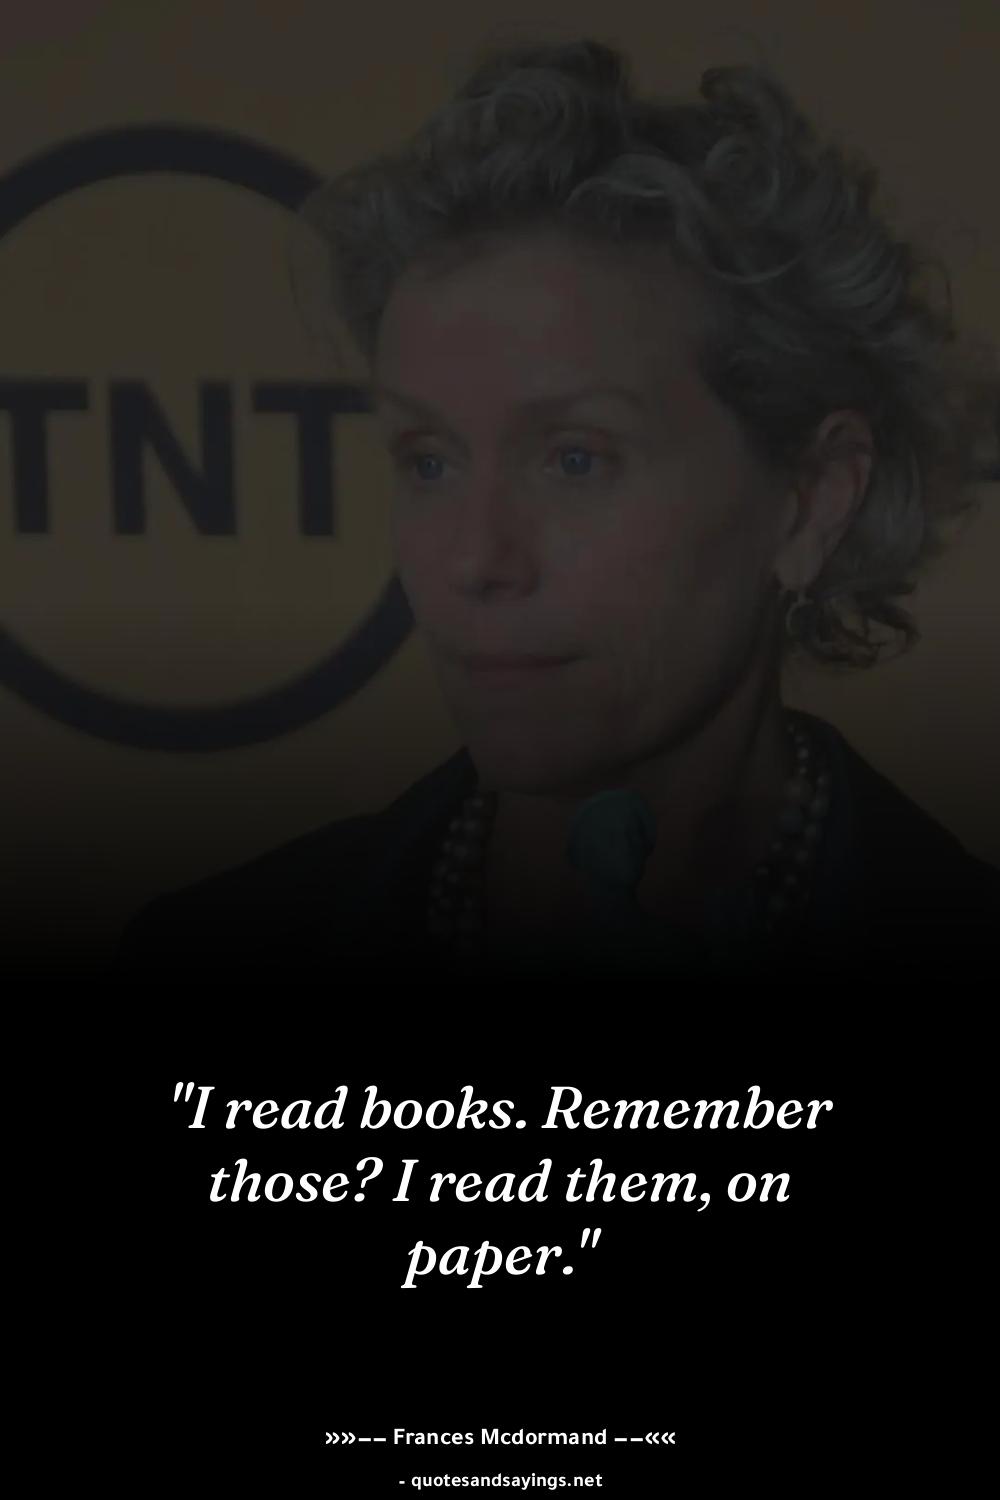 TNT
"I read books. Remember
those? I read them, on
paper."
»»−− Frances Mcdormand −−««
- quotesandsayings.net